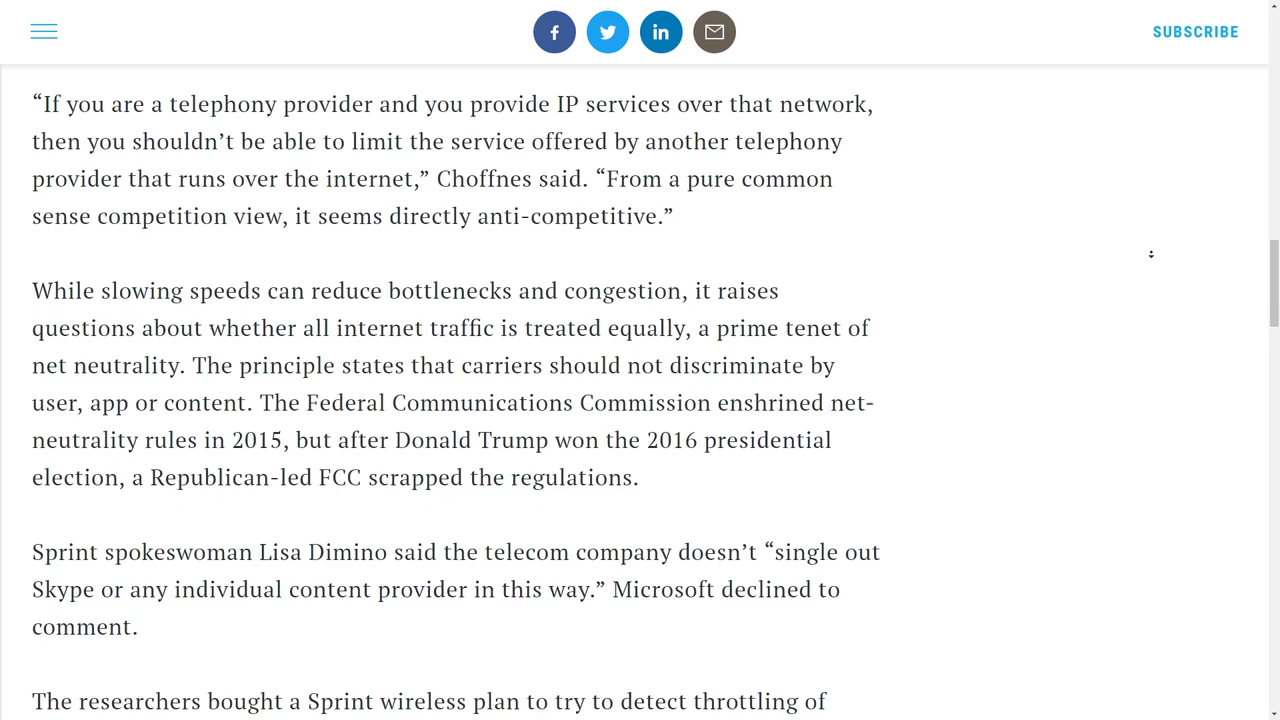 SUBSCRIBE
“If you are a telephony provider and you provide IP services over that network,
then you shouldn’t be able to limit the service offered by another telephony
provider that runs over the internet,” Choffnes said. “From a pure common
sense competition view, it seems directly anti-competitive.”
While slowing speeds can reduce bottlenecks and congestion, it raises
questions about whether all internet traffic is treated equally, a prime tenet of
net neutrality. The principle states that carriers should not discriminate by
user, app or content. The Federal Communications Commission enshrined net-
neutrality rules in 2015, but after Donald Trump won the 2016 presidential
election, a Republican-led FCC scrapped the regulations.
Sprint spokeswoman Lisa Dimino said the telecom company doesn’t “single out
Skype or any individual content provider in this way.” Microsoft declined to
comment.
The researchers bought a Sprint wireless plan to try to detect throttling of